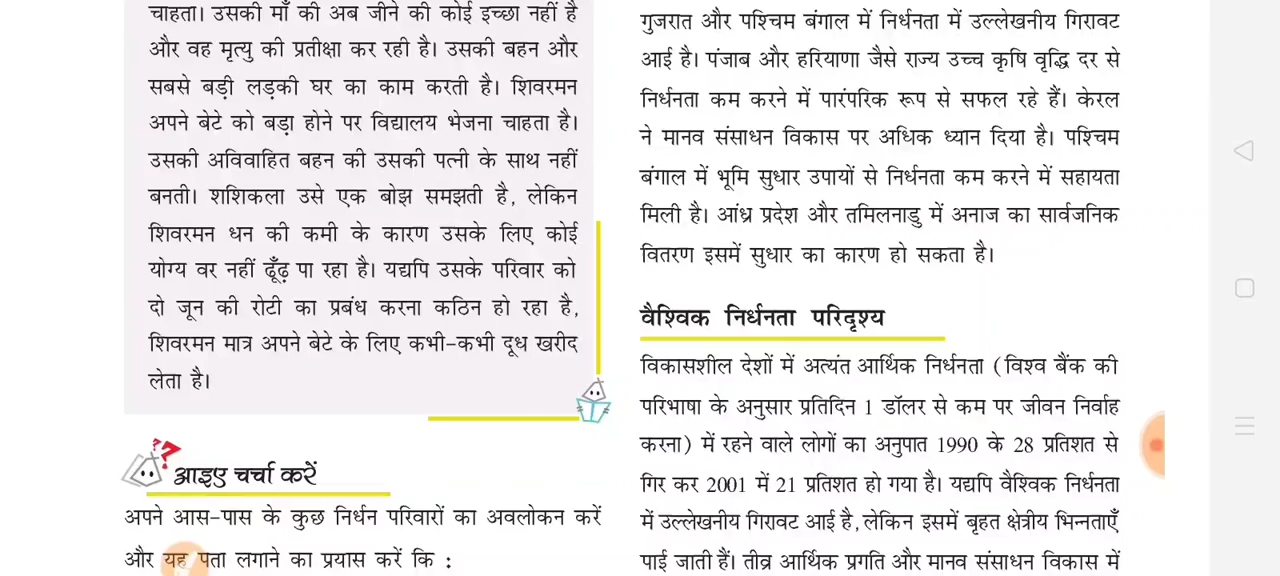 चाहता। उसकी माँ की अब जीने की कोई इच्छा नहीं है
और वह मृत्यु की प्रतीक्षा कर रही है। उसकी बहन और
सबसे बड़ी लड़की घर का काम करती है। शिवरमन
अपने बेटे को बड़ा होने पर विद्यालय भेजना चाहता है।
उसकी अविवाहित बहन की उसकी पत्नी के साथ नहीं
बनती। शशिकला उसे एक बोझ समझती है, लेकिन
शिवरमन धन की कमी के कारण उसके लिए कोई
योग्य वर नहीं ढूँढ़ पा रहा है। यद्यपि उसके परिवार को
दो जून की रोटी का प्रबंध करना कठिन हो रहा है,
शिवरमन मात्र अपने बेटे के लिए कभी-कभी दूध खरीद
लेता है।
आइए चर्चा करें
अपने आस-पास के कुछ निर्धन परिवारों का अवलोकन करें
और यह पता लगाने का प्रयास करें कि :
गुजरात और पश्चिम बंगाल में निर्धनता में उल्लेखनीय गिरावट
आई है। पंजाब और हरियाणा जैसे राज्य उच्च कृषि वृद्धि दर से
निर्धनता कम करने में पारंपरिक रूप से सफल रहे हैं। केरल
ने मानव संसाधन विकास पर अधिक ध्यान दिया है। पश्चिम
बंगाल में भूमि सुधार उपायों से निर्धनता कम करने में सहायता
मिली है। आंध्र प्रदेश और तमिलनाडु में अनाज का सार्वजनिक
वितरण इसमें सुधार का कारण हो सकता है।
वैश्विक निर्धनता परिदृश्य
विकासशील देशों में अत्यंत आर्थिक निर्धनता (विश्व बैंक की
परिभाषा के अनुसार प्रतिदिन 1 डॉलर से कम पर जीवन निर्वाह
करना) में रहने वाले लोगों का अनुपात 1990 के 28 प्रतिशत से
गिर कर 2001 में 21 प्रतिशत हो गया है। यद्यपि वैश्विक निर्धनता
में उल्लेखनीय गिरावट आई है, लेकिन इसमें बृहत क्षेत्रीय भिन्नताएँ
पाई जाती हैं। तीव्र आर्थिक प्रगति और मानव संसाधन विकास में